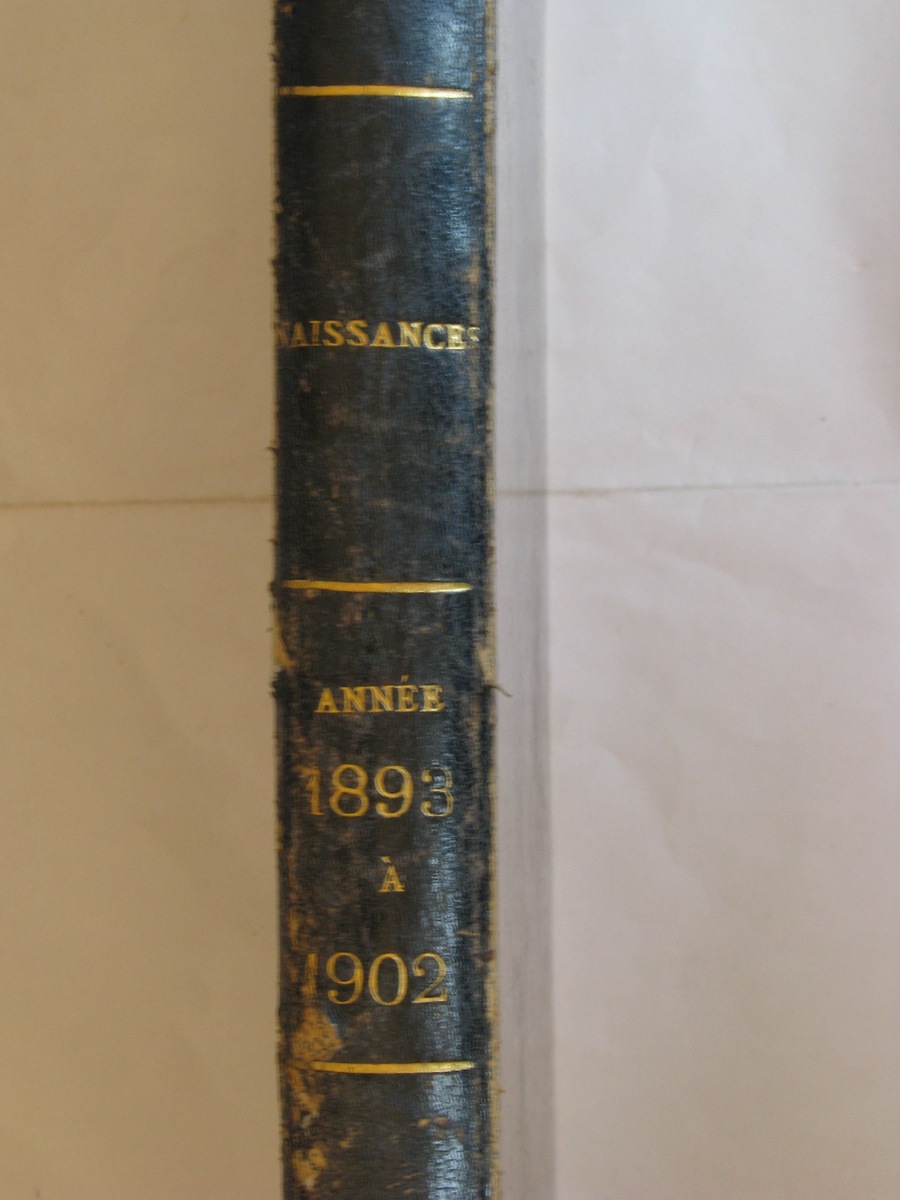 NAISSANCES
ANNÉE
1893
À
1902